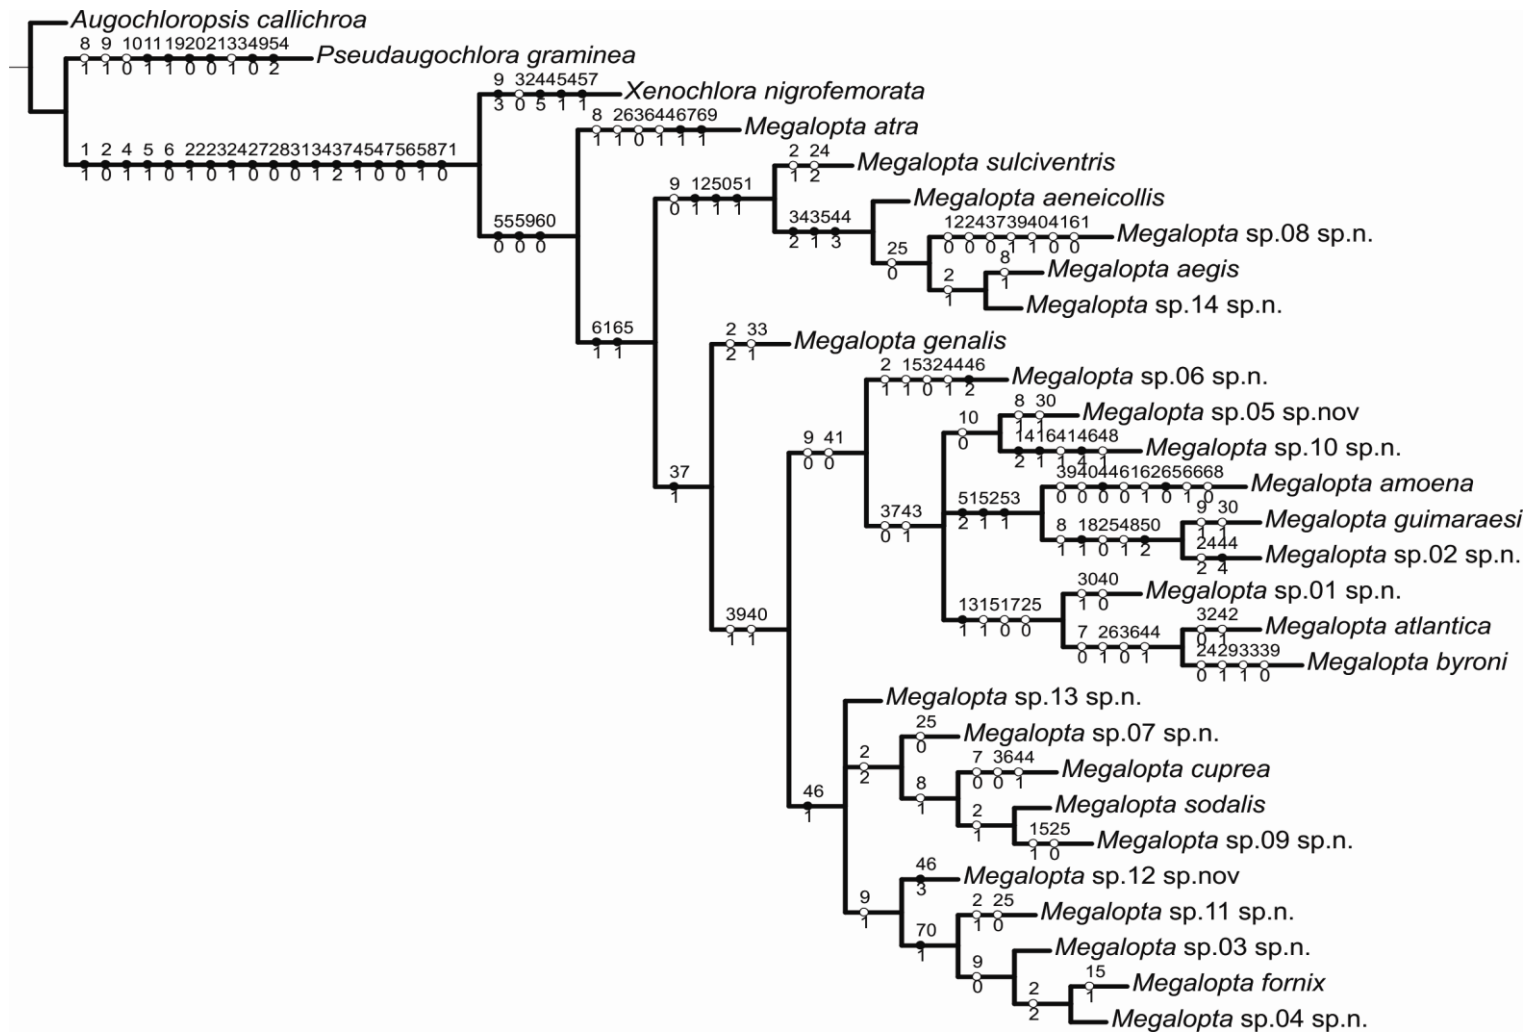 Augochloropsis callichroa
8 9 1011192021334954
Pseudaugochlora graminea
1 1 0 1 1 0 0 1 0 2
9 32445457
Xenochlora nigrofemorata
3 0 5 1 1
8 2636446769
Megalopta atra
1 1 0 1 1 1
1 2 4 5 6 21222324272831343745475658 71
1 0 1 1 0 1 0 0 0 0 0 1 2 1 0 0 1 0
2 24
Megalopta sulciventris
1 2
9 125051
0 1 1 1
Megalopta aeneicollis
343544
2 1 3
12243739404161
Megalopta sp.08 sp.n.
0 0 0 1 1 0 0
555960
0 0 0
25
0
8
Megalopta aegis
1
2
1
Megalopta sp.14 sp.n.
6165
1 1
2 33
Megalopta genalis
2 1
2 15324446
Megalopta sp.06 sp.n.
1 1 0 1 2
8 30
Megalopta sp.05 sp.nov
1 1
10
0
9 41
0 0
1416414648
Megalopta sp.10 sp.n.
2 1 1 4 1
37
1
3940446162656668
Megalopta amoena
0 0 0 0 1 0 1 0
515253
2 1 1
3743
0 1
9 30
Megalopta guimaraesi
1 1
8 18254850
1 1 0 1 2
2444
Megalopta sp.02 sp.n.
2 4
3040
Megalopta sp.01 sp.n.
1 0
13151725
1 1 0 0
3940
1 1
3242
Megalopta atlantica
0 1
7 263644
0 1 0 1
24293339
Megalopta byroni
0 1 1 0
Megalopta sp.13 sp.n.
25
Megalopta sp.07 sp.n.
0
2
2
7 3644
Megalopta cuprea
0 0 1
8
1
46
1
Megalopta sodalis
2
1
1525
Megalopta sp.09 sp.n.
1 0
46
Megalopta sp.12 sp.nov
3
9
1
2 25
Megalopta sp.11 sp.n.
1 0
70
1
Megalopta sp.03 sp.n.
9
0
15
Megalopta fornix
1
2
2
Megalopta sp.04 sp.n.